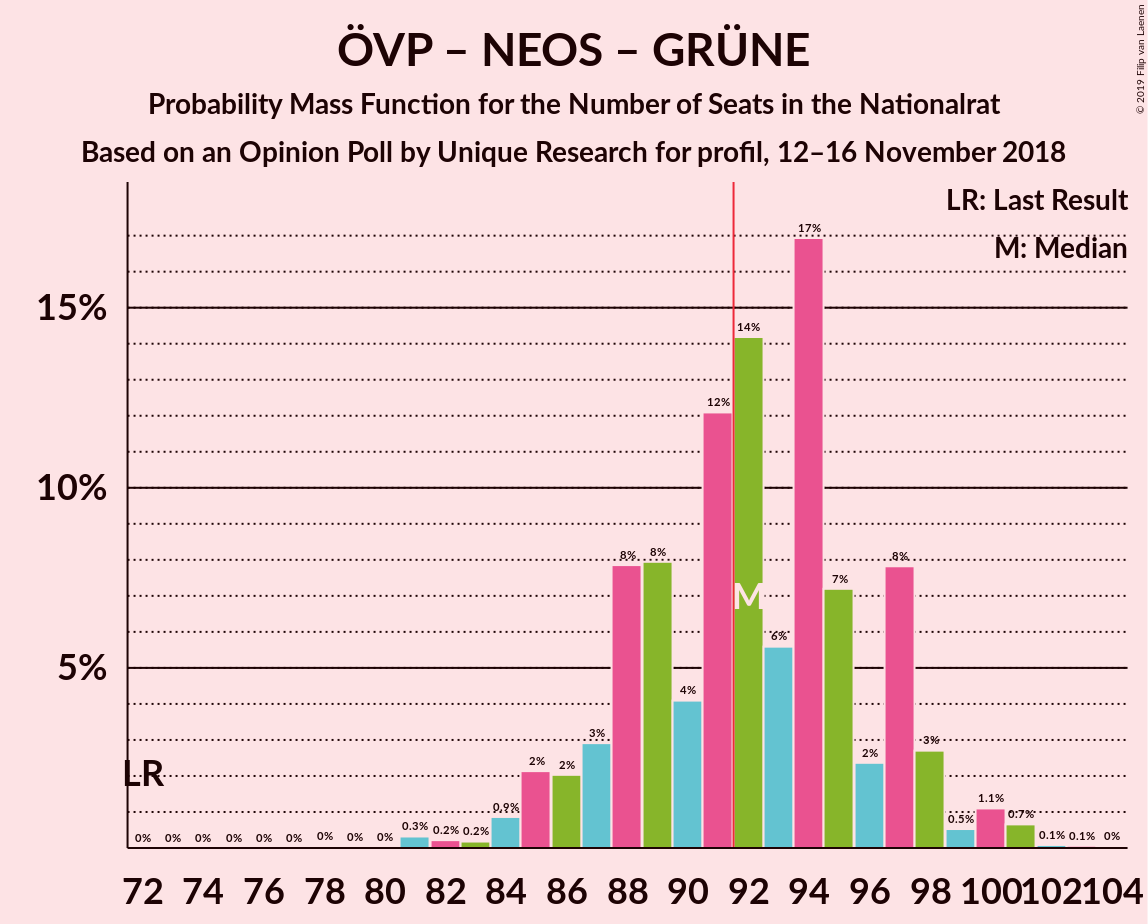 ÖVP – NEOS – GRÜNE
Probability Mass Function for the Number of Seats in the Nationalrat
Based on an Opinion Poll by Unique Research for profil, 12–16 November 2018
© 2019 Filip van Laenen
LR: Last Result
M: Median
15%
10%
5%
LR
M
0% 0% 0% 0% 0% 0% 0% 0% 0% 0.3% 0.2% 0.2% 0.9% 2% 2% 3% 8% 8% 4% 12% 14% 6% 17% 7% 2% 8% 3% 0.5% 1.1% 0.7% 0.1% 0.1% 0%
72 74 76 78 80 82 84 86 88 90 92 94 96 98 100 102 104